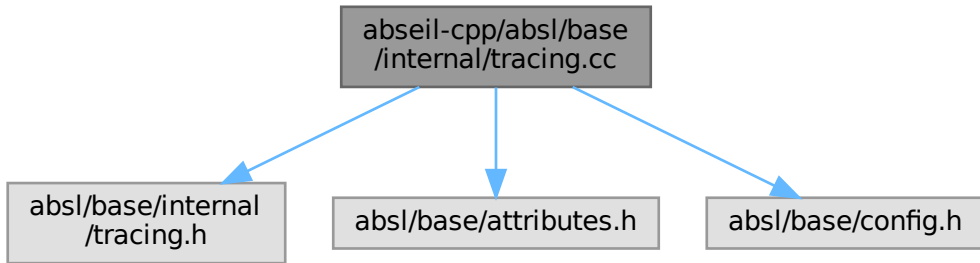 abseil-cpp/absl/base
/internal/tracing.cc
absl/base/internal
/tracing.h
absl/base/attributes.h
absl/base/config.h